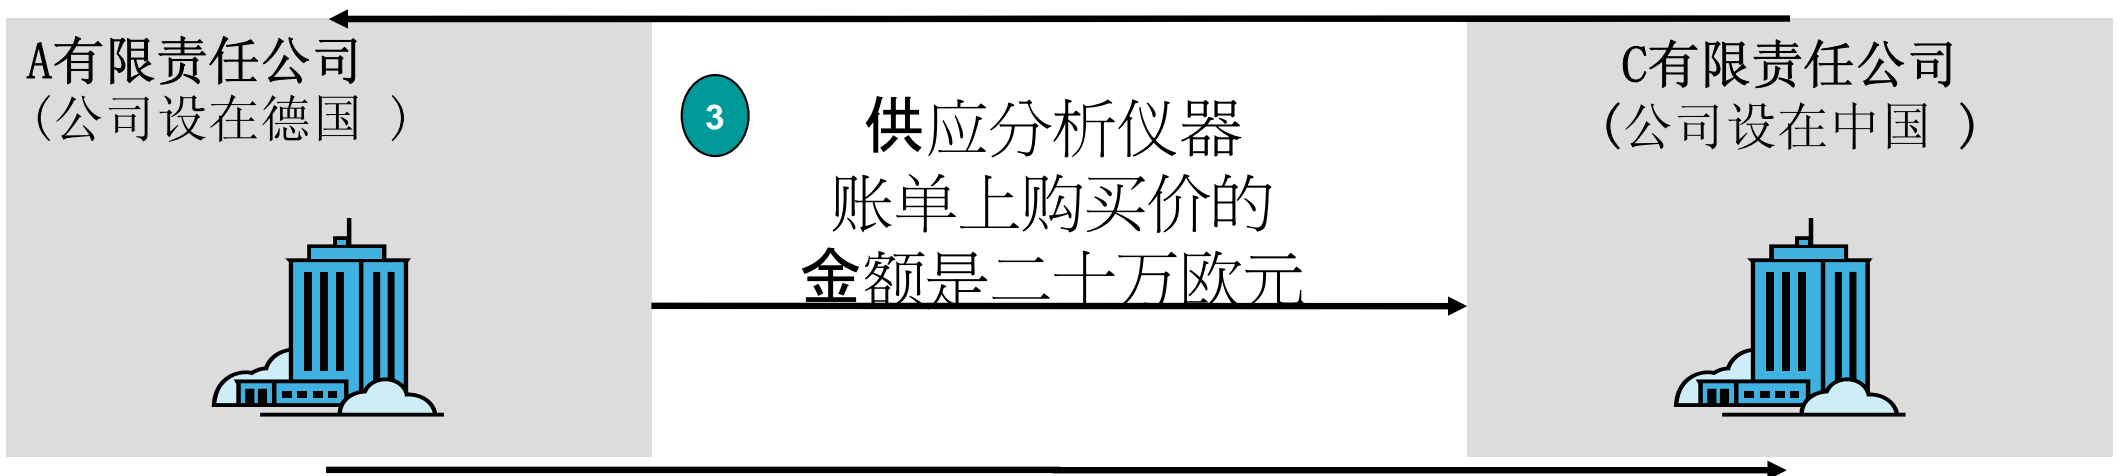 A有限责任公司
(公司设在德国 )
3
供应分析仪器
账单上购买价的
金额是二十万欧元
C有限责任公司
(公司设在中国 )